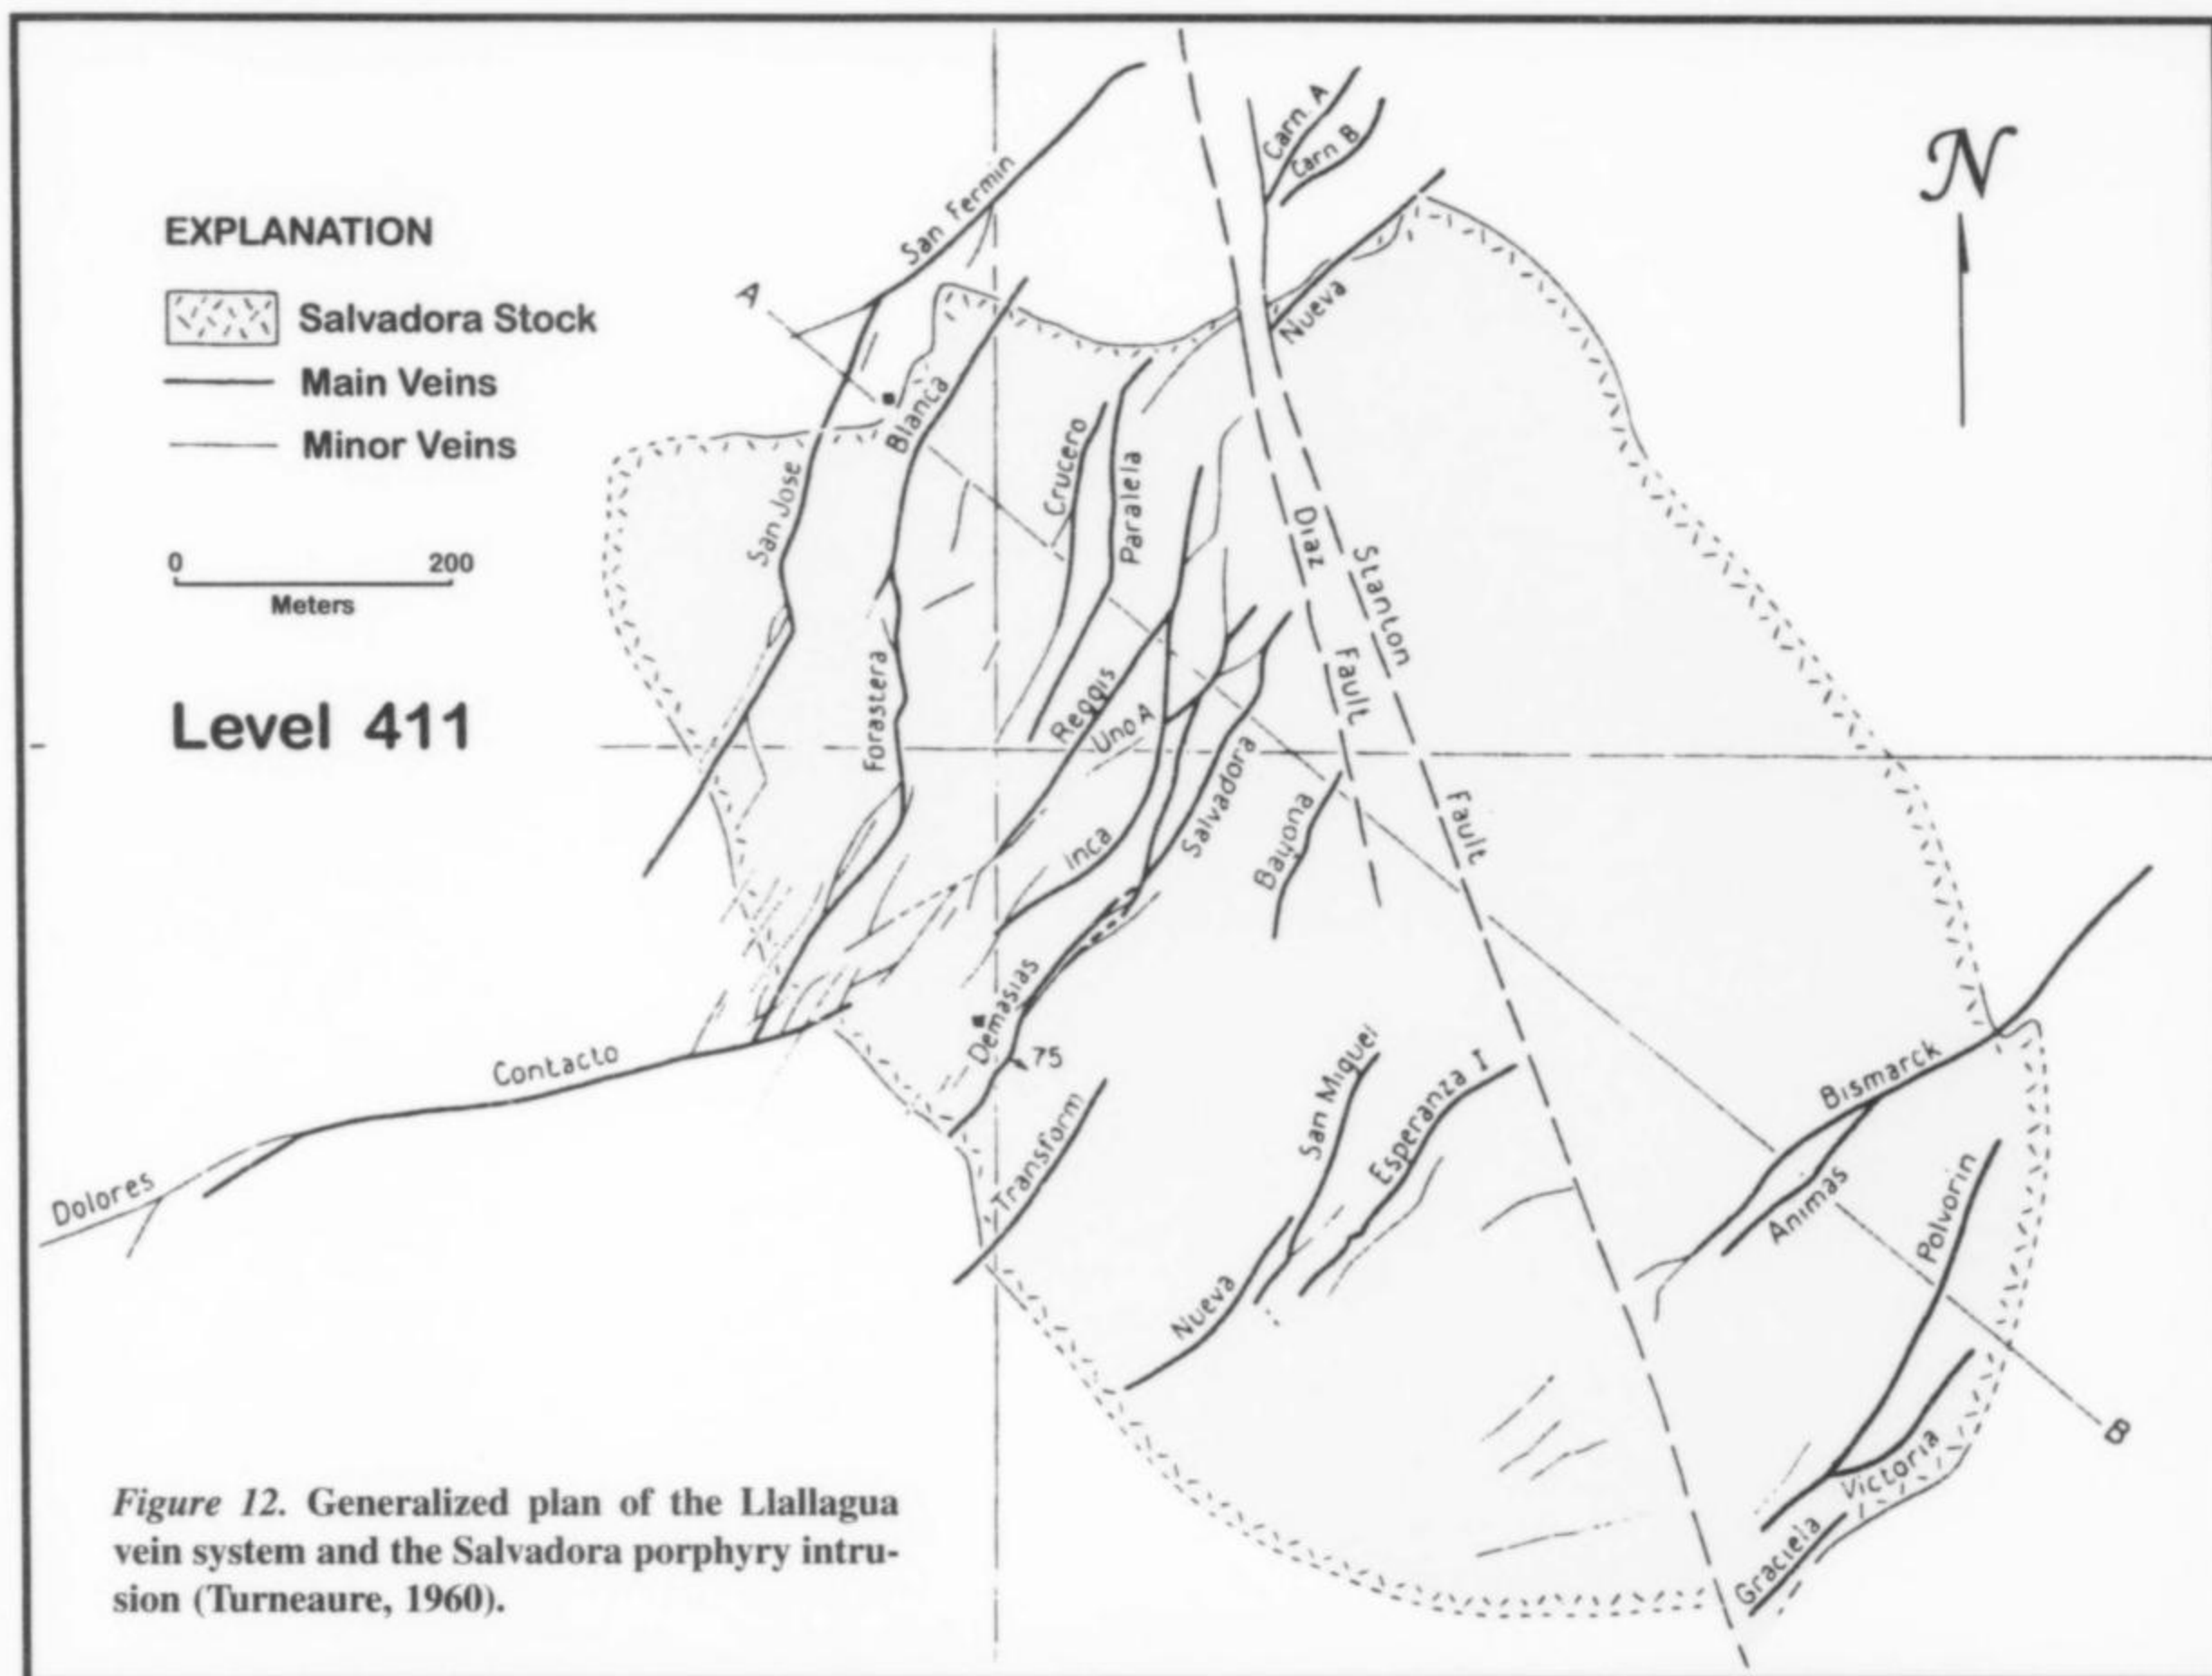 N
EXPLANATION
Salvadora Stock
Main Veins
Minor Veins
0 200
Meters
Level 411
San Fermin
Carn. A
Carn B
Nueva
A
Blanca
San Jose
Crucero
Paralela
Diaz
Fault
Stanton
Fault
Forastera
Reggis
Uno A
Salvadora
Inca
Bayona
Demasias
75
Contacto
Dolores
Transform
San Miguel
Esperanza I
Nueva
Bismarck
Animas
Polvorin
B
Victoria
Graciela
Figure 12. Generalized plan of the Llallagua
vein system and the Salvadora porphyry intru-
sion (Turneaure, 1960).